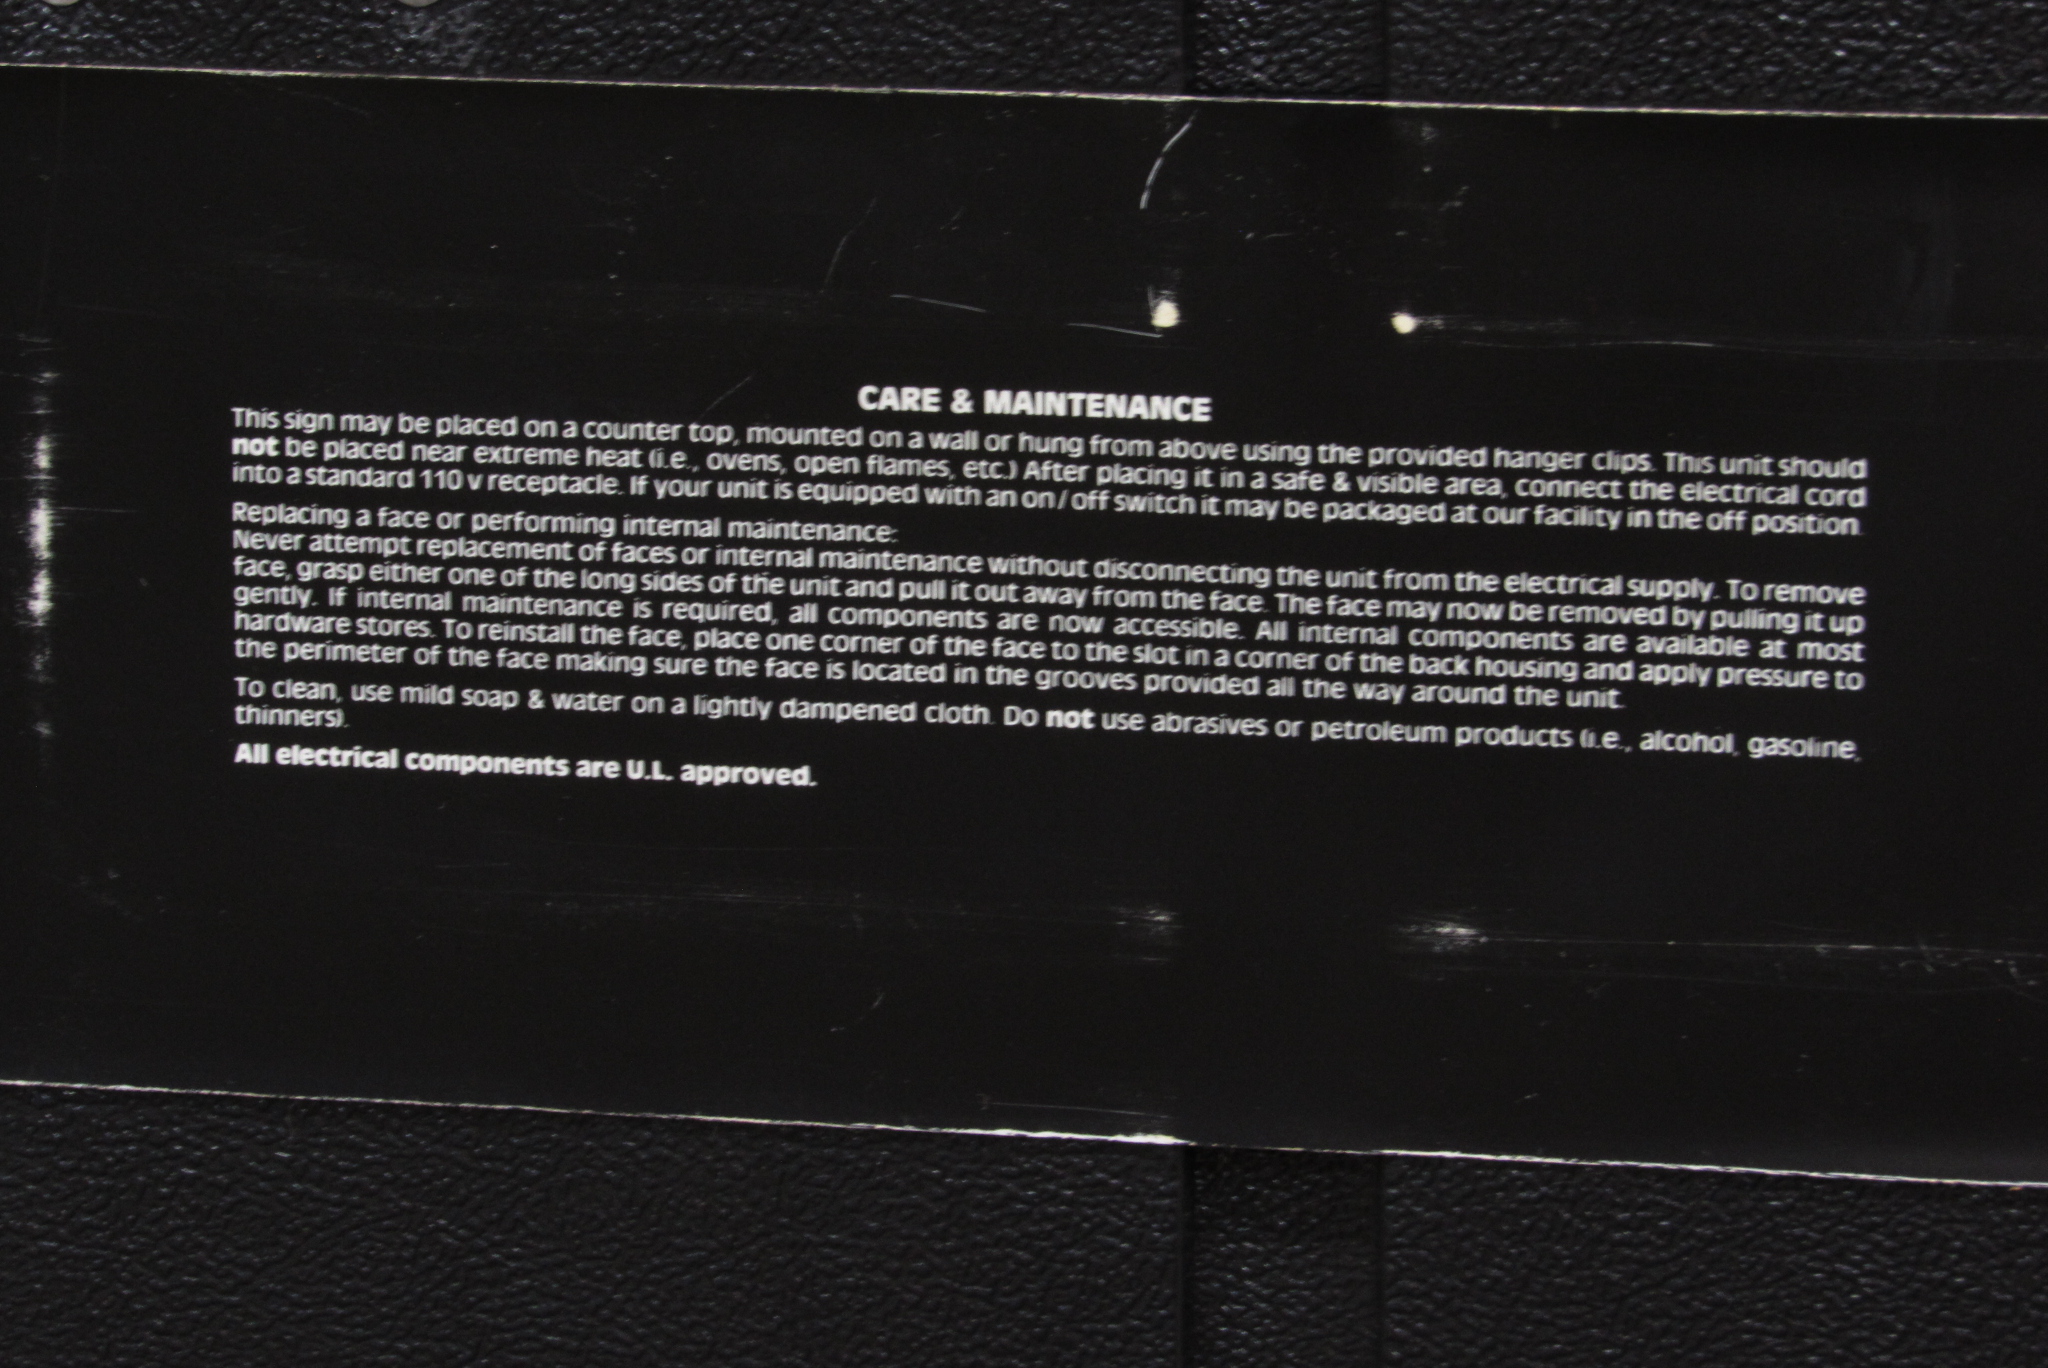 CARE & MAINTENANCE
This sign may be placed on a counter top, mounted on a wall or hung from above using the provided hanger clips. This unit should
not be placed near extreme heat (i.e., ovens, open flames, etc.) After placing it in a safe & visible area, connect the electrical cord
into a standard 110 v receptacle. If your unit is equipped with an on/off switch it may be packaged at our facility in the off position.
Replacing a face or performing internal maintenance:
Never attempt replacement of faces or internal maintenance without disconnecting the unit from the electrical supply. To remove
face, grasp either one of the long sides of the unit and pull it out away from the face. The face may now be removed by pulling it up
gently. If internal maintenance is required, all components are now accessible. All internal components are available at most
hardware stores. To reinstall the face, place one corner of the face to the slot in a corner of the back housing and apply pressure to
the perimeter of the face making sure the face is located in the grooves provided all the way around the unit.
To clean, use mild soap & water on a lightly dampened cloth. Do not use abrasives or petroleum products (i.e., alcohol, gasoline,
thinners).
All electrical components are U.L. approved.